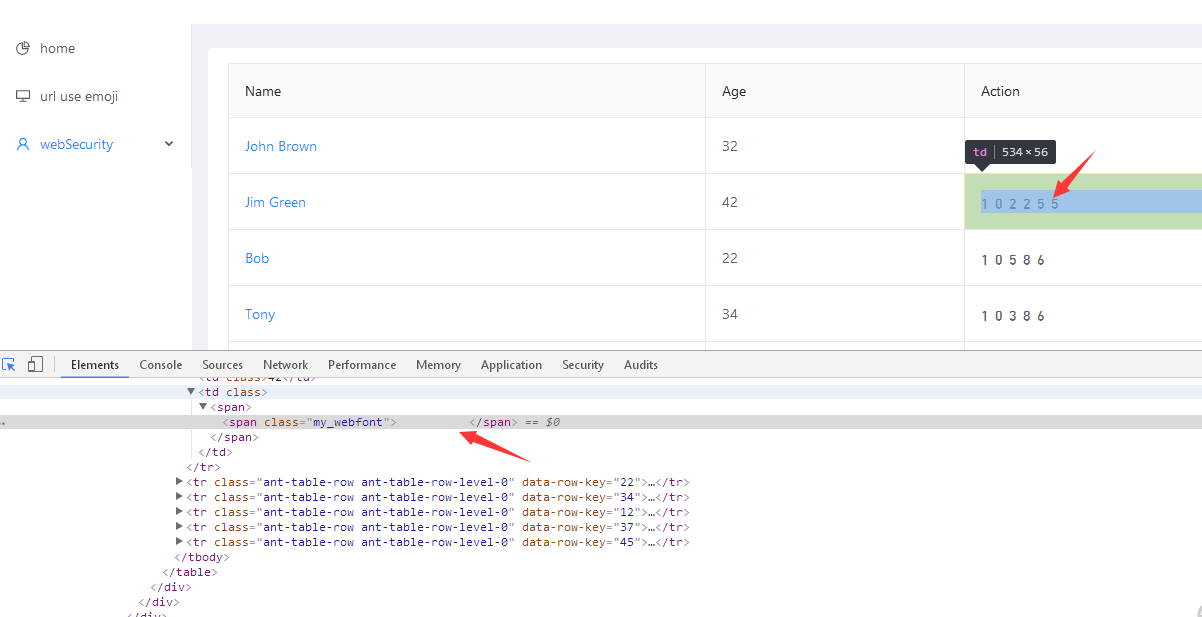 home
url use emoji
webSecurity
Name Age Action
John Brown 32
td 534 × 56
Jim Green 42 1 0 2 2 5 5
Bob 22 1 0 5 8 6
Tony 34 1 0 3 8 6
Elements Console Sources Network Performance Memory Application Security Audits
<td class>42</td>
▼<td class>
▼<span>
<span class="my_webfont"> </span> == $0
</span>
</td>
</tr>
▶<tr class="ant-table-row ant-table-row-level-0" data-row-key="22">…</tr>
▶<tr class="ant-table-row ant-table-row-level-0" data-row-key="34">…</tr>
▶<tr class="ant-table-row ant-table-row-level-0" data-row-key="12">…</tr>
▶<tr class="ant-table-row ant-table-row-level-0" data-row-key="37">…</tr>
▶<tr class="ant-table-row ant-table-row-level-0" data-row-key="45">…</tr>
</tbody>
</table>
</div>
</div>
</div>